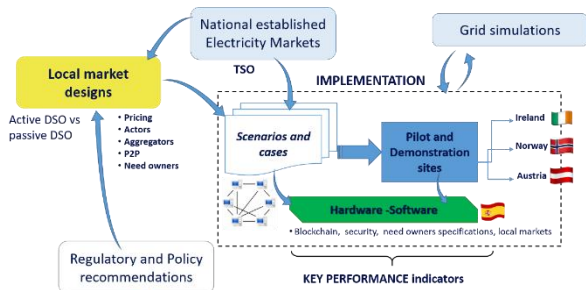 National established
Electricity Markets
Grid simulations
TSO
IMPLEMENTATION
Local market
designs
Active DSO vs
passive DSO
• Pricing
• Actors
• Aggregators
• P2P
• Need owners
Scenarios and
cases
Pilot and
Demonstration
sites
Ireland
Norway
Austria
Hardware -Software
• Blockchain, security, need owners specifications, local markets
Regulatory and Policy
recommendations
KEY PERFORMANCE indicators